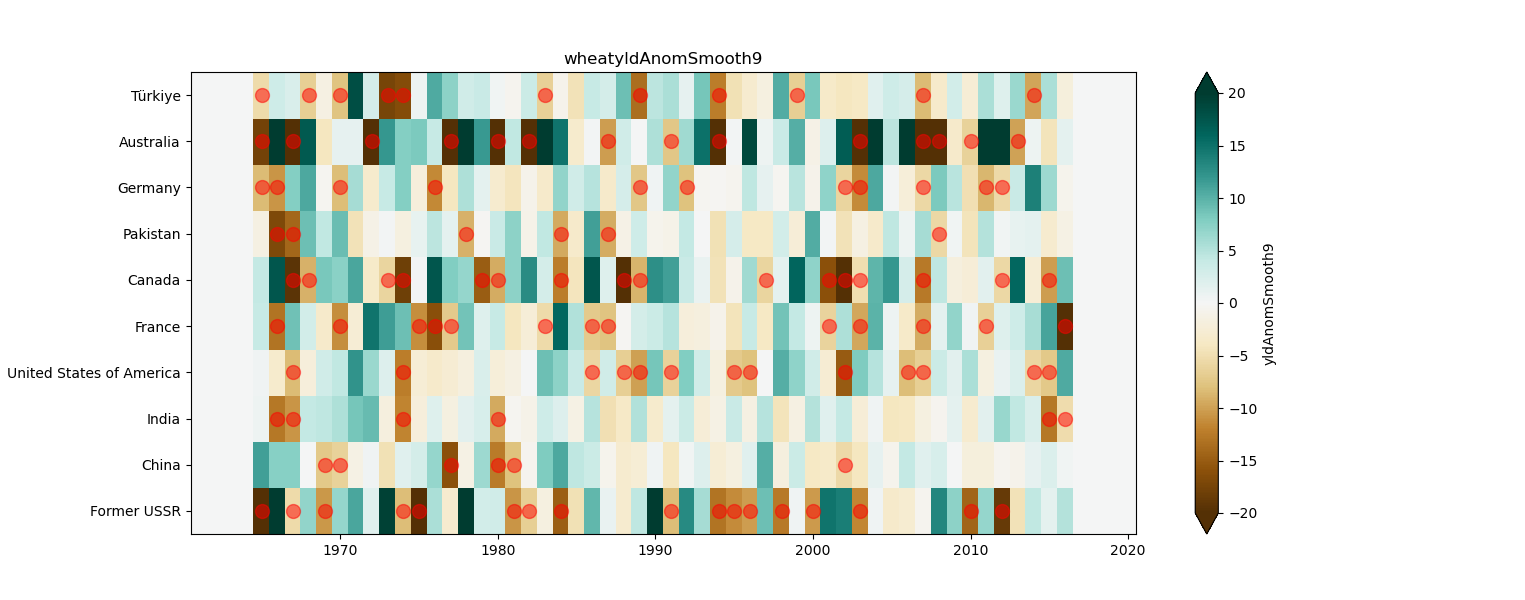 wheatyldAnomSmooth9
Türkiye
Australia
Germany
Pakistan
Canada
France
United States of America
India
China
Former USSR
1970 1980 1990 2000 2010 2020
20
15
10
5
0
−5
−10
−15
−20
yldAnomSmooth9